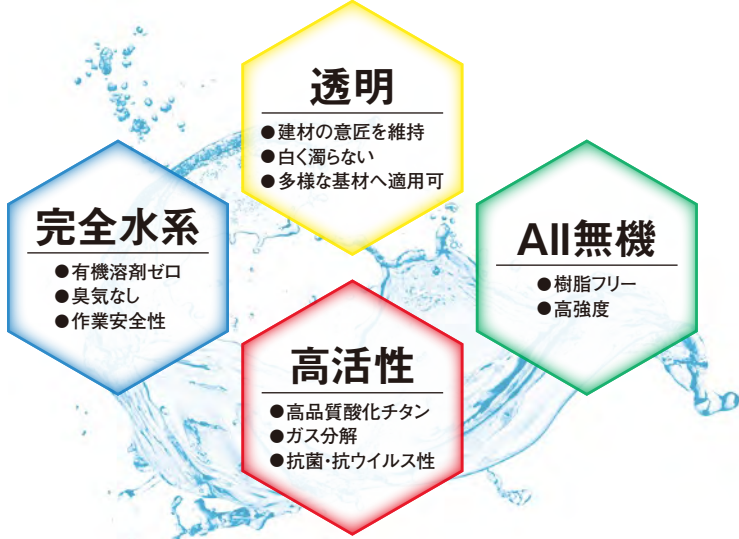 透明
●建材の意匠を維持
●白く濁らない
●多様な基材へ適用可
完全水系
●有機溶剤ゼロ
●臭気なし
●作業安全性
All無機
●樹脂フリー
●高強度
高活性
●高品質酸化チタン
●ガス分解
●抗菌・抗ウイルス性